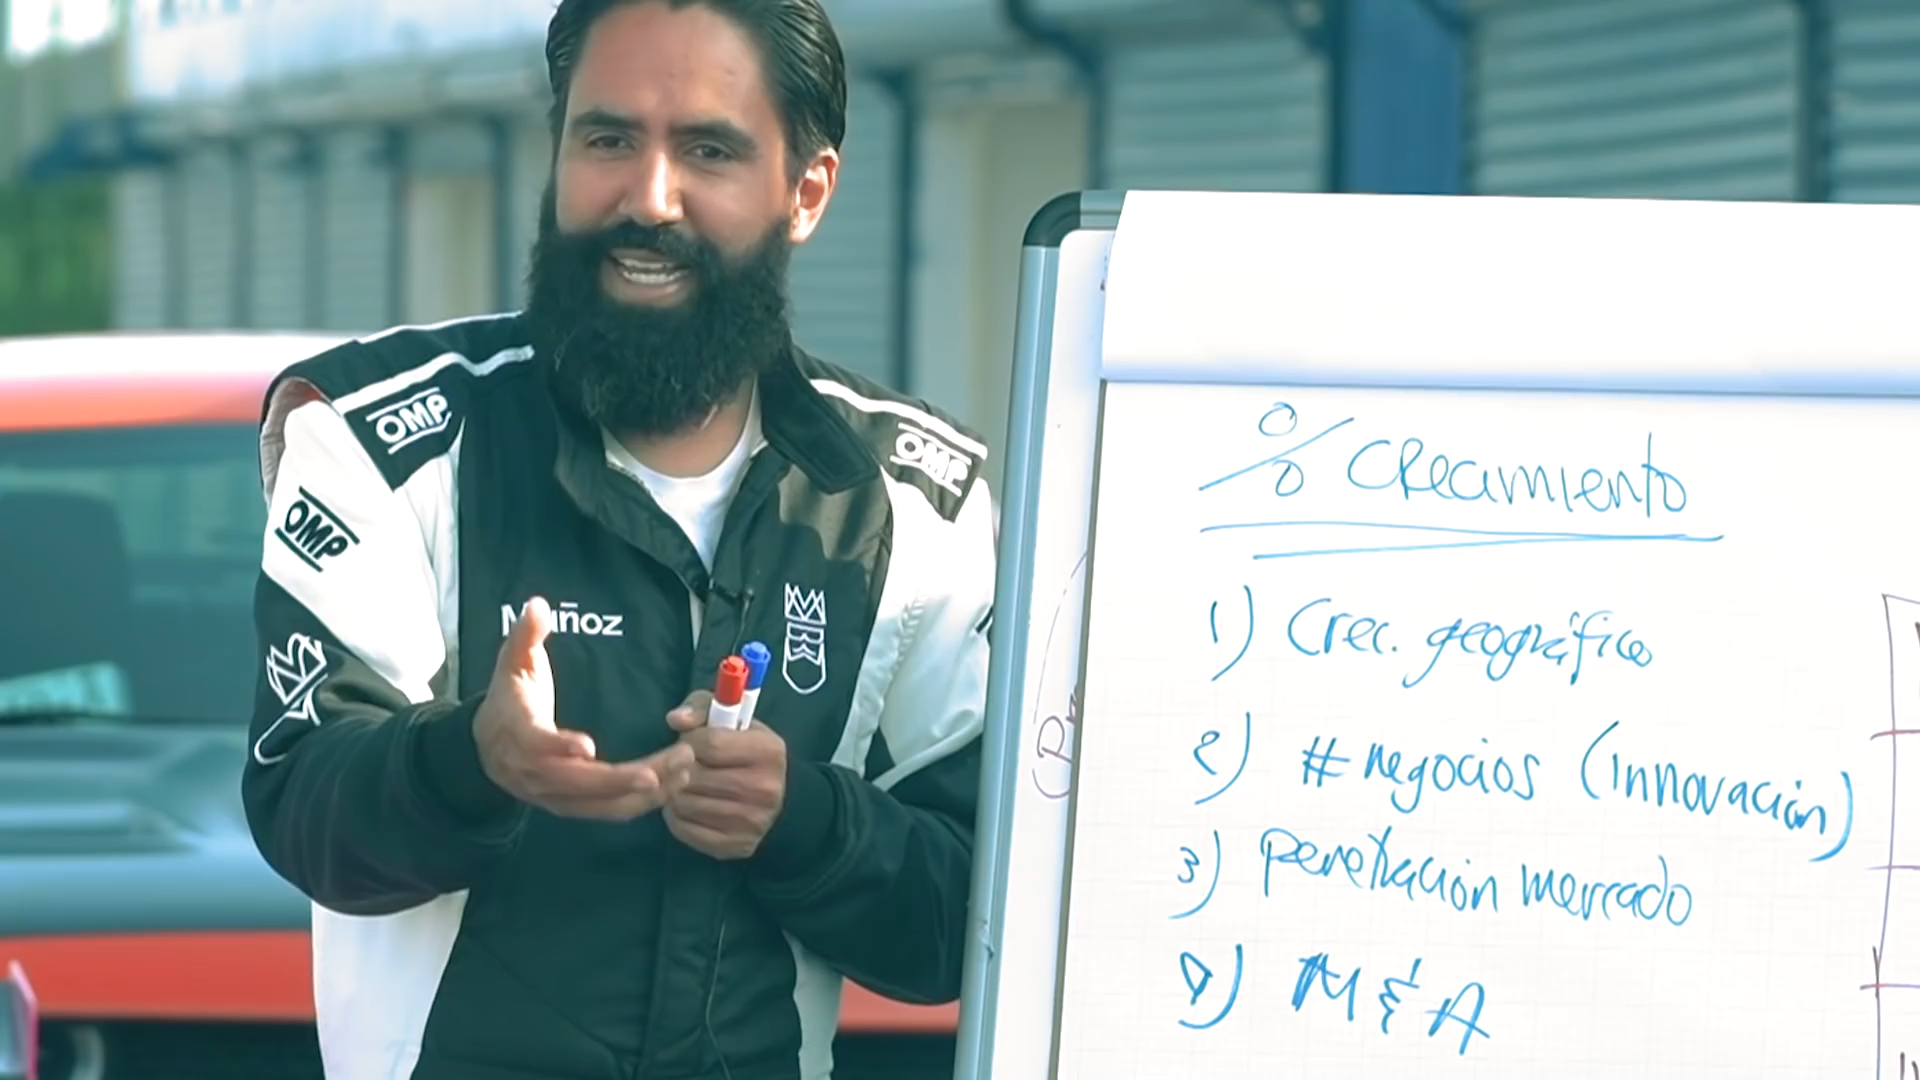 OMP
OMP
OMP
Muñoz
% Crecimiento
1) Crec. geográfico
2) # negocios (innovación)
3) penetración mercado
4) M & A